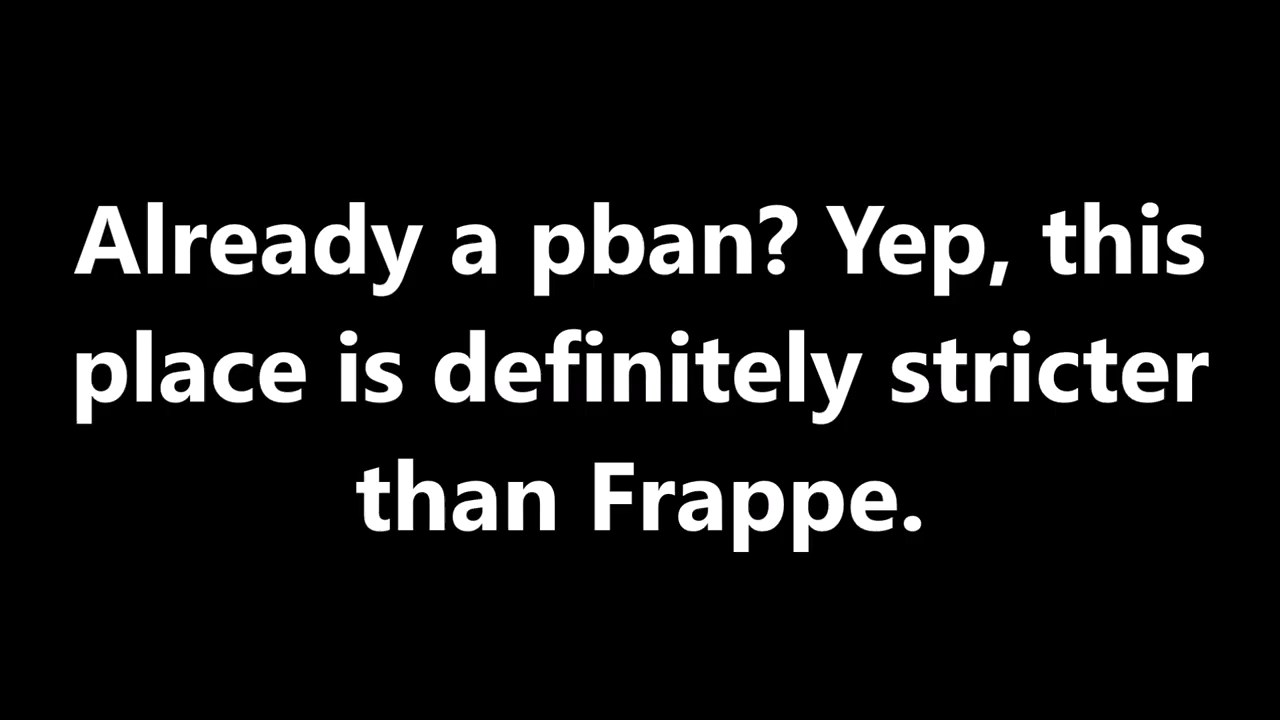 Already a pban? Yep, this
place is definitely stricter
than Frappe.